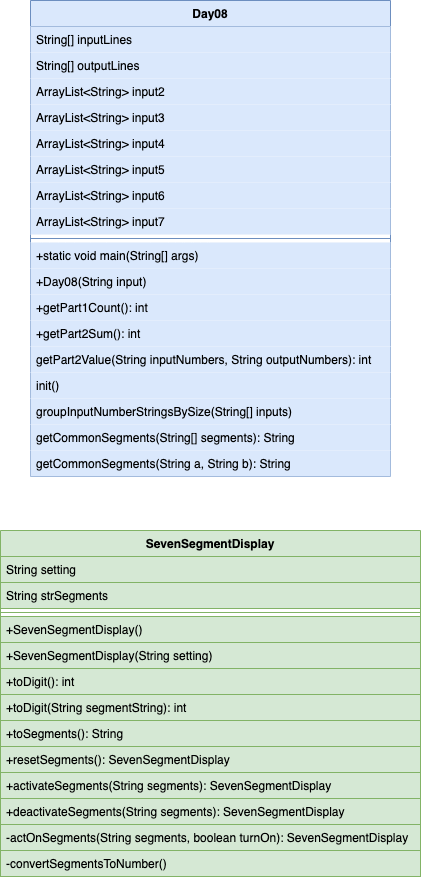 Day08
String[] inputLines
String[] outputLines
ArrayList<String> input2
ArrayList<String> input3
ArrayList<String> input4
ArrayList<String> input5
ArrayList<String> input6
ArrayList<String> input7
+static void main(String[] args)
+Day08(String input)
+getPart1Count(): int
+getPart2Sum(): int
getPart2Value(String inputNumbers, String outputNumbers): int
init()
groupInputNumberStringsBySize(String[] inputs)
getCommonSegments(String[] segments): String
getCommonSegments(String a, String b): String
SevenSegmentDisplay
String setting
String strSegments
+SevenSegmentDisplay()
+SevenSegmentDisplay(String setting)
+toDigit(): int
+toDigit(String segmentString): int
+toSegments(): String
+resetSegments(): SevenSegmentDisplay
+activateSegments(String segments): SevenSegmentDisplay
+deactivateSegments(String segments): SevenSegmentDisplay
-actOnSegments(String segments, boolean turnOn): SevenSegmentDisplay
-convertSegmentsToNumber()